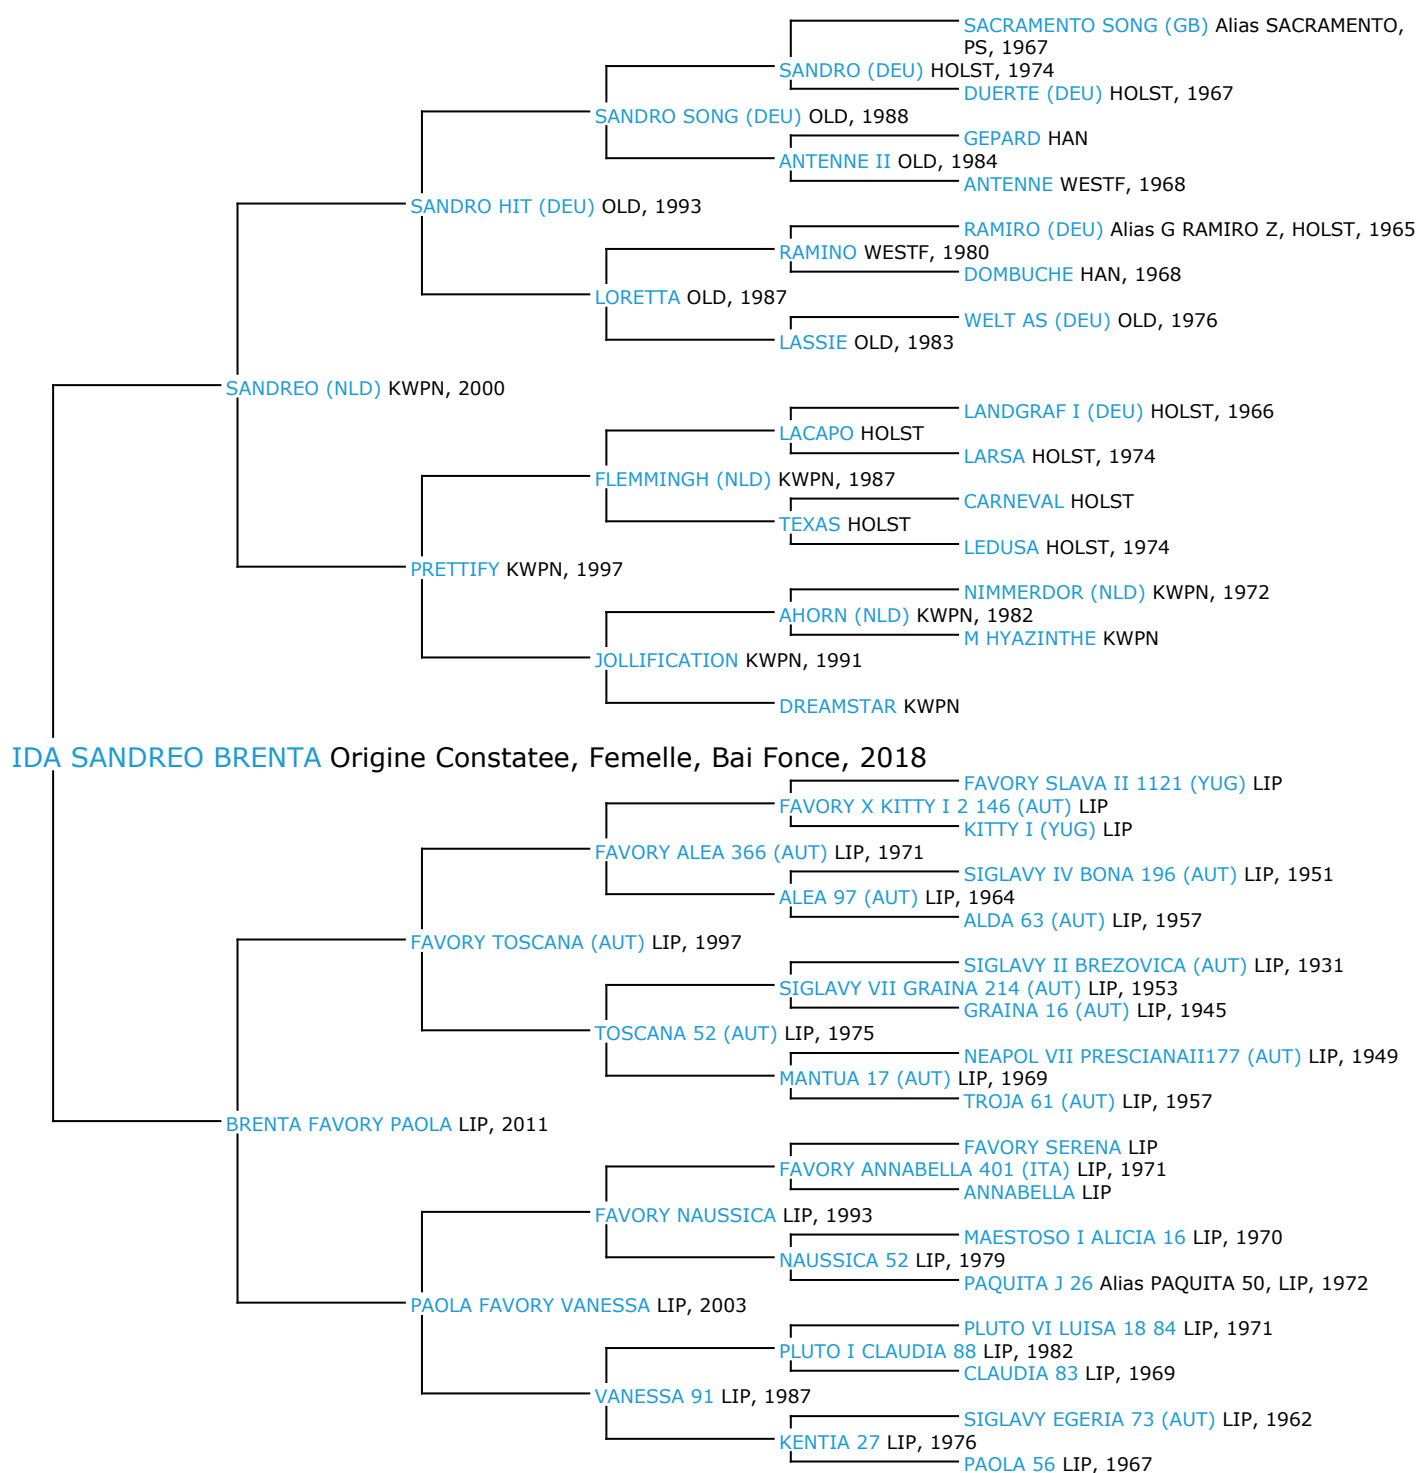 SACRAMENTO SONG (GB) Alias SACRAMENTO,
PS, 1967
SANDRO (DEU) HOLST, 1974
DUERTE (DEU) HOLST, 1967
SANDRO SONG (DEU) OLD, 1988
GEPARD HAN
ANTENNE II OLD, 1984
ANTENNE WESTF, 1968
SANDRO HIT (DEU) OLD, 1993
RAMIRO (DEU) Alias G RAMIRO Z, HOLST, 1965
RAMINO WESTF, 1980
DOMBUCHE HAN, 1968
LORETTA OLD, 1987
WELT AS (DEU) OLD, 1976
LASSIE OLD, 1983
SANDREO (NLD) KWPN, 2000
LANDGRAF I (DEU) HOLST, 1966
LACAPO HOLST
LARSA HOLST, 1974
FLEMMINGH (NLD) KWPN, 1987
CARNEVAL HOLST
TEXAS HOLST
LEDUSA HOLST, 1974
PRETTIFY KWPN, 1997
NIMMERDOR (NLD) KWPN, 1972
AHORN (NLD) KWPN, 1982
M HYAZINTHE KWPN
JOLLIFICATION KWPN, 1991
DREAMSTAR KWPN
IDA SANDREO BRENTA Origine Constatee, Femelle, Bai Fonce, 2018
FAVORY SLAVA II 1121 (YUG) LIP
FAVORY X KITTY I 2 146 (AUT) LIP
KITTY I (YUG) LIP
FAVORY ALEA 366 (AUT) LIP, 1971
SIGLAVY IV BONA 196 (AUT) LIP, 1951
ALEA 97 (AUT) LIP, 1964
ALDA 63 (AUT) LIP, 1957
FAVORY TOSCANA (AUT) LIP, 1997
SIGLAVY II BREZOVICA (AUT) LIP, 1931
SIGLAVY VII GRAINA 214 (AUT) LIP, 1953
GRAINA 16 (AUT) LIP, 1945
TOSCANA 52 (AUT) LIP, 1975
NEAPOL VII PRESCIANAII177 (AUT) LIP, 1949
MANTUA 17 (AUT) LIP, 1969
TROJA 61 (AUT) LIP, 1957
BRENTA FAVORY PAOLA LIP, 2011
FAVORY SERENA LIP
FAVORY ANNABELLA 401 (ITA) LIP, 1971
ANNABELLA LIP
FAVORY NAUSSICA LIP, 1993
MAESTOSO I ALICIA 16 LIP, 1970
NAUSSICA 52 LIP, 1979
PAQUITA J 26 Alias PAQUITA 50, LIP, 1972
PAOLA FAVORY VANESSA LIP, 2003
PLUTO VI LUISA 18 84 LIP, 1971
PLUTO I CLAUDIA 88 LIP, 1982
CLAUDIA 83 LIP, 1969
VANESSA 91 LIP, 1987
SIGLAVY EGERIA 73 (AUT) LIP, 1962
KENTIA 27 LIP, 1976
PAOLA 56 LIP, 1967